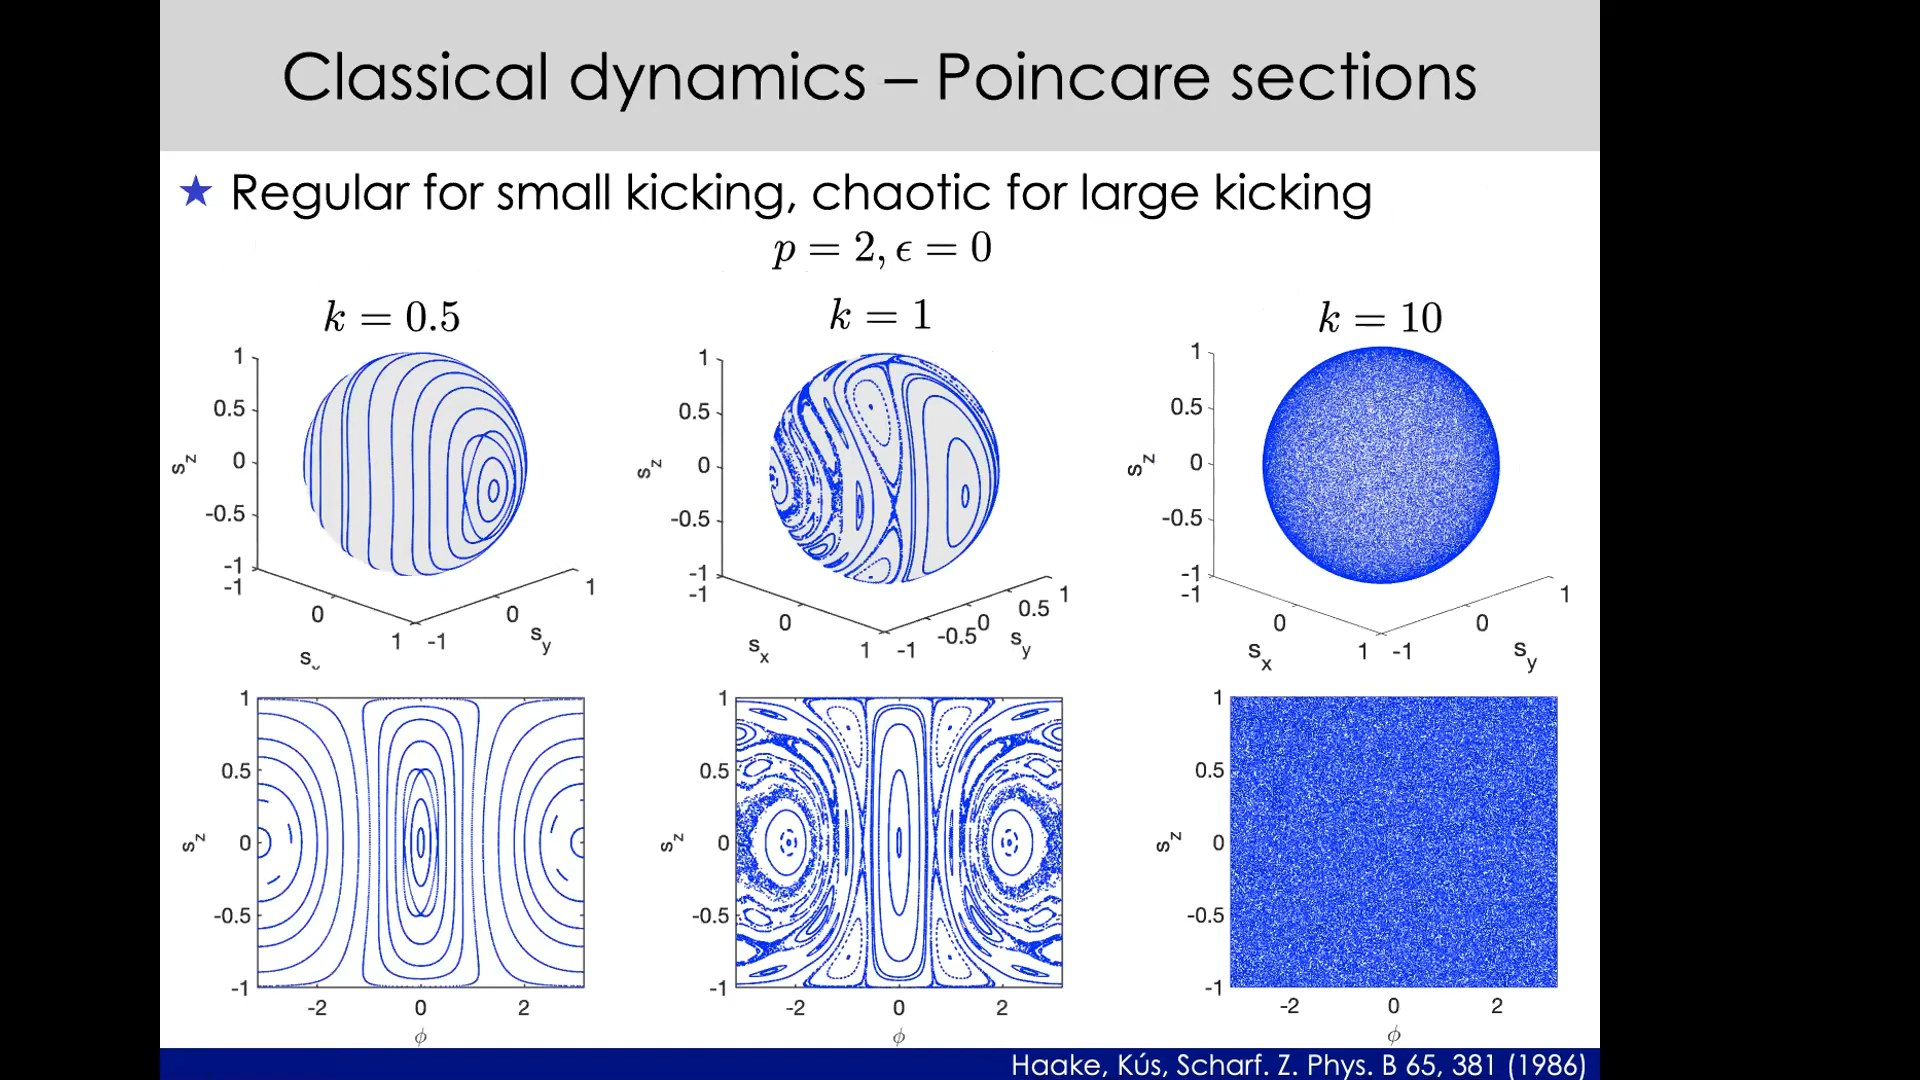 Classical dynamics – Poincare sections
★ Regular for small kicking, chaotic for large kicking
p = 2, ϵ = 0
k = 0.5
k = 1
k = 10
1
0.5
0
-0.5
-1
s_z
-1
0
1
-1
0
1
s_y
1
0.5
0
-0.5
-1
s_z
-1
0
1
s_x
-1
-0.5
0
0.5
1
s_y
1
0.5
0
-0.5
-1
s_z
-1
0
1
s_x
-1
0
1
s_y
1
0.5
0
-0.5
-1
s_z
-2
0
2
ϕ
1
0.5
0
-0.5
-1
s_z
-2
0
2
ϕ
1
0.5
0
-0.5
-1
s_z
-2
0
2
ϕ
Haake, Kús, Scharf. Z. Phys. B 65, 381 (1986)